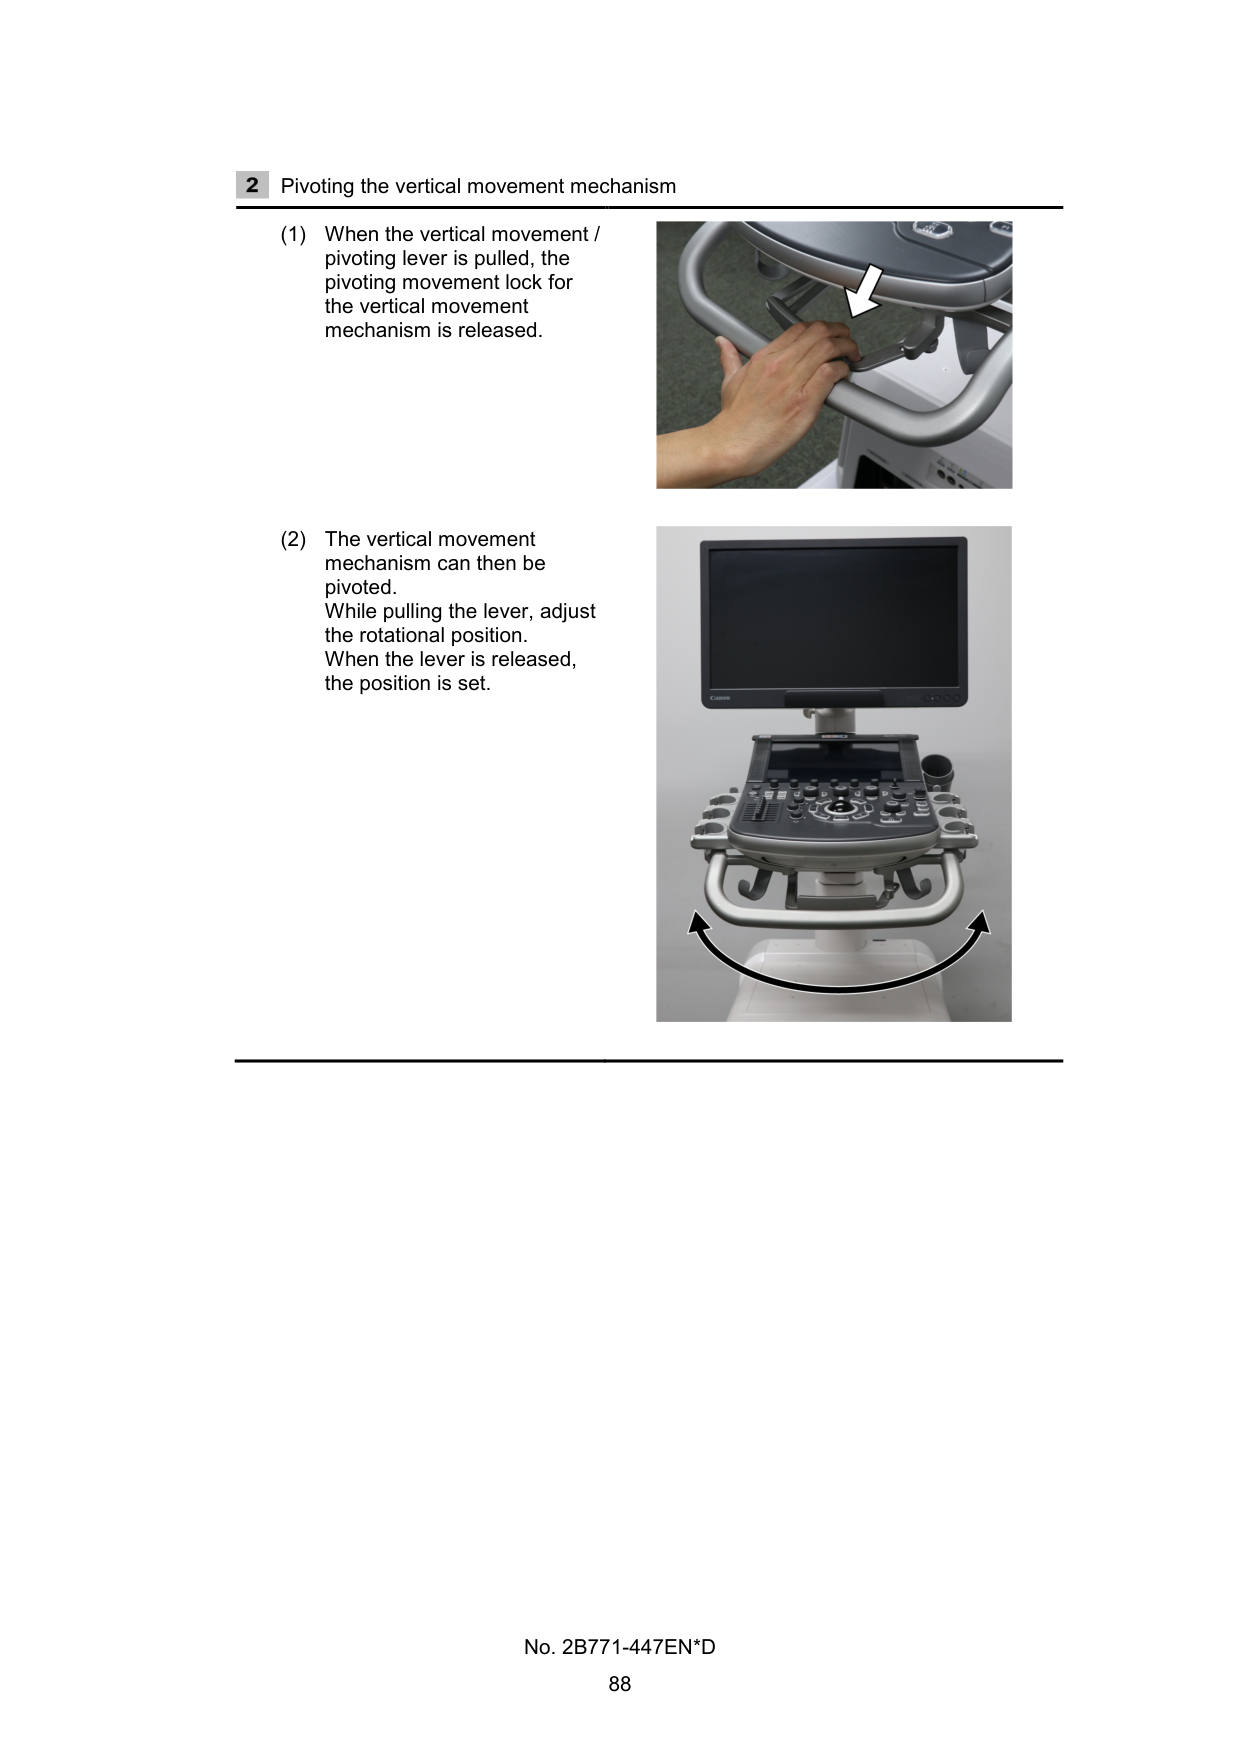 2 Pivoting the vertical movement mechanism
(1) When the vertical movement /
pivoting lever is pulled, the
pivoting movement lock for
the vertical movement
mechanism is released.
(2) The vertical movement
mechanism can then be
pivoted.
While pulling the lever, adjust
the rotational position.
When the lever is released,
the position is set.
Canon
No. 2B771-447EN*D
88